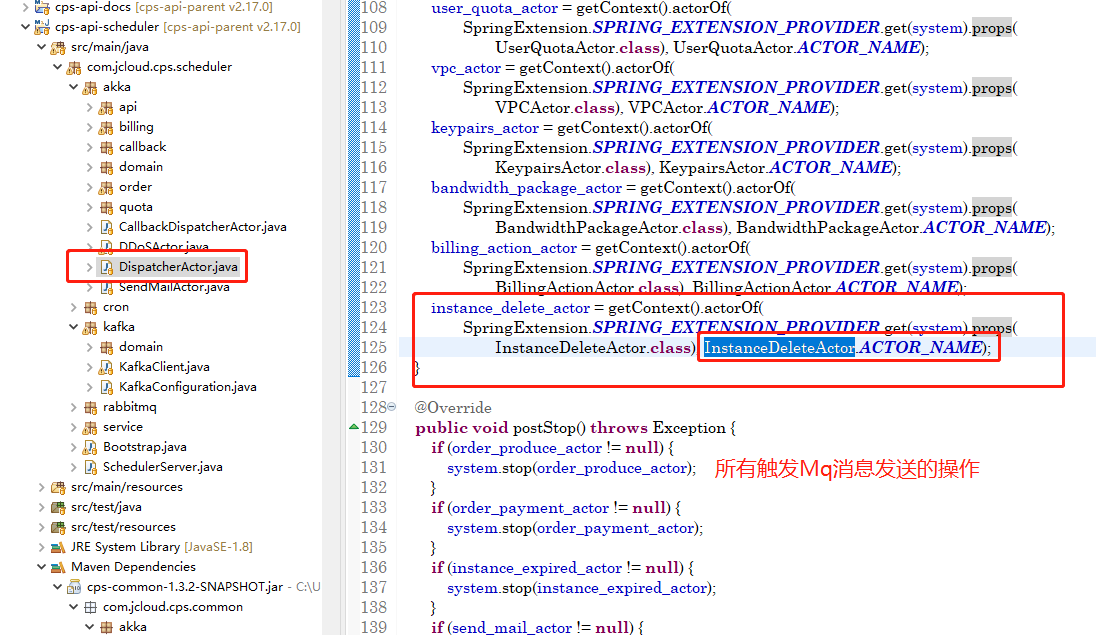 cps-api-docs [cps-api-parent v2.17.0]
cps-api-scheduler [cps-api-parent v2.17.0]
src/main/java
com.jcloud.cps.scheduler
akka
api
billing
callback
domain
order
quota
CallbackDispatcherActor.java
DDoSActor.java
DispatcherActor.java
SendMailActor.java
cron
kafka
domain
KafkaClient.java
KafkaConfiguration.java
rabbitmq
service
Bootstrap.java
SchedulerServer.java
src/main/resources
src/test/java
src/test/resources
JRE System Library [JavaSE-1.8]
Maven Dependencies
cps-common-1.3.2-SNAPSHOT.jar - C:\U
com.jcloud.cps.common
akka
108 user_quota_actor = getContext().actorOf(
109 SpringExtension.SPRING_EXTENSION_PROVIDER.get(system).props(
110 UserQuotaActor.class), UserQuotaActor.ACTOR_NAME);
111 vpc_actor = getContext().actorOf(
112 SpringExtension.SPRING_EXTENSION_PROVIDER.get(system).props(
113 VPCActor.class), VPCActor.ACTOR_NAME);
114 keypairs_actor = getContext().actorOf(
115 SpringExtension.SPRING_EXTENSION_PROVIDER.get(system).props(
116 KeypairsActor.class), KeypairsActor.ACTOR_NAME);
117 bandwidth_package_actor = getContext().actorOf(
118 SpringExtension.SPRING_EXTENSION_PROVIDER.get(system).props(
119 BandwidthPackageActor.class), BandwidthPackageActor.ACTOR_NAME);
120 billing_action_actor = getContext().actorOf(
121 SpringExtension.SPRING_EXTENSION_PROVIDER.get(system).props(
122 BillingActionActor.class), BillingActionActor.ACTOR_NAME);
123 instance_delete_actor = getContext().actorOf(
124 SpringExtension.SPRING_EXTENSION_PROVIDER.get(system).props(
125 InstanceDeleteActor.class), InstanceDeleteActor.ACTOR_NAME);
126 }
127
128 @Override
129 public void postStop() throws Exception {
130 if (order_produce_actor != null) {
131 system.stop(order_produce_actor); 所有触发Mq消息发送的操作
132 }
133 if (order_payment_actor != null) {
134 system.stop(order_payment_actor);
135 }
136 if (instance_expired_actor != null) {
137 system.stop(instance_expired_actor);
138 }
139 if (send_mail_actor != null) {